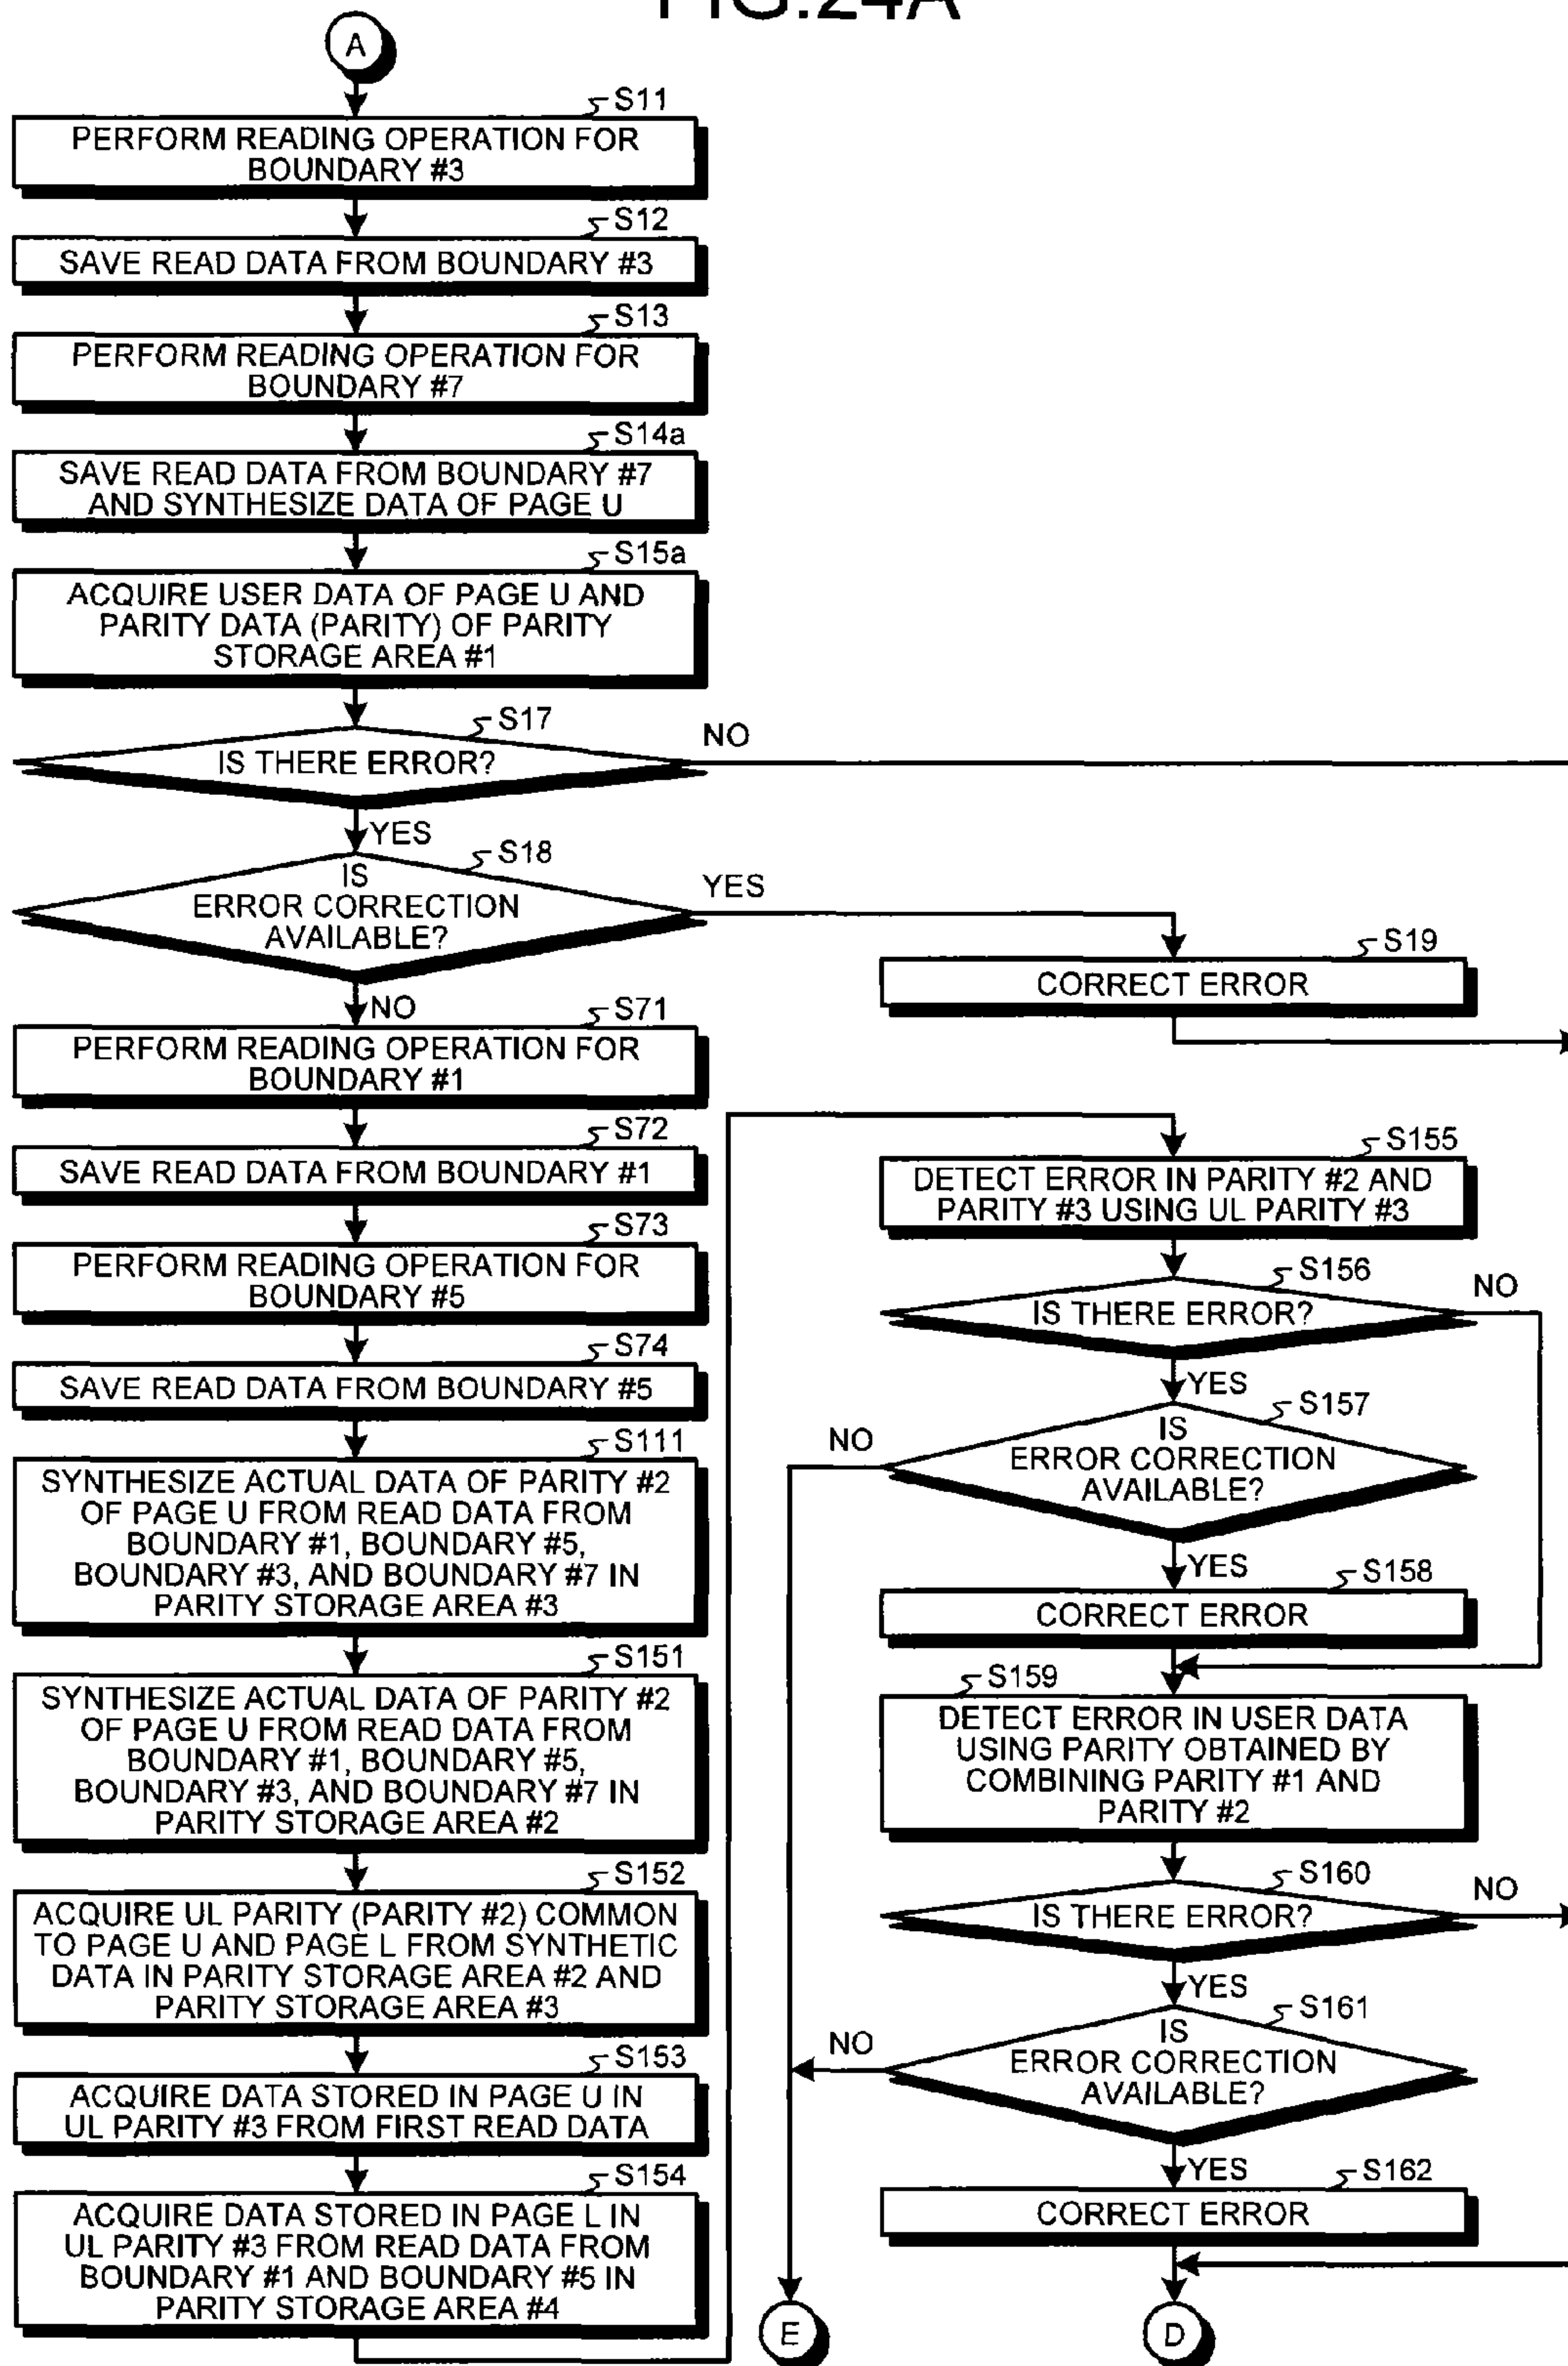 FIG.24A
A
S11
PERFORM READING OPERATION FOR
BOUNDARY #3
S12
SAVE READ DATA FROM BOUNDARY #3
S13
PERFORM READING OPERATION FOR
BOUNDARY #7
S14a
SAVE READ DATA FROM BOUNDARY #7
AND SYNTHESIZE DATA OF PAGE U
S15a
ACQUIRE USER DATA OF PAGE U AND
PARITY DATA (PARITY) OF PARITY
STORAGE AREA #1
S17
IS THERE ERROR?
NO
YES
S18
IS
ERROR CORRECTION
AVAILABLE?
YES
NO
S19
CORRECT ERROR
S71
PERFORM READING OPERATION FOR
BOUNDARY #1
S72
SAVE READ DATA FROM BOUNDARY #1
S73
PERFORM READING OPERATION FOR
BOUNDARY #5
S74
SAVE READ DATA FROM BOUNDARY #5
S111
SYNTHESIZE ACTUAL DATA OF PARITY #2
OF PAGE U FROM READ DATA FROM
BOUNDARY #1, BOUNDARY #5,
BOUNDARY #3, AND BOUNDARY #7 IN
PARITY STORAGE AREA #3
S151
SYNTHESIZE ACTUAL DATA OF PARITY #2
OF PAGE U FROM READ DATA FROM
BOUNDARY #1, BOUNDARY #5,
BOUNDARY #3, AND BOUNDARY #7 IN
PARITY STORAGE AREA #2
S152
ACQUIRE UL PARITY (PARITY #2) COMMON
TO PAGE U AND PAGE L FROM SYNTHETIC
DATA IN PARITY STORAGE AREA #2 AND
PARITY STORAGE AREA #3
S153
ACQUIRE DATA STORED IN PAGE U IN
UL PARITY #3 FROM FIRST READ DATA
S154
ACQUIRE DATA STORED IN PAGE L IN
UL PARITY #3 FROM READ DATA FROM
BOUNDARY #1 AND BOUNDARY #5 IN
PARITY STORAGE AREA #4
S155
DETECT ERROR IN PARITY #2 AND
PARITY #3 USING UL PARITY #3
S156
IS THERE ERROR?
NO
YES
S157
IS
ERROR CORRECTION
AVAILABLE?
NO
YES
S158
CORRECT ERROR
S159
DETECT ERROR IN USER DATA
USING PARITY OBTAINED BY
COMBINING PARITY #1 AND
PARITY #2
S160
IS THERE ERROR?
NO
YES
S161
IS
ERROR CORRECTION
AVAILABLE?
NO
YES
S162
CORRECT ERROR
E
D